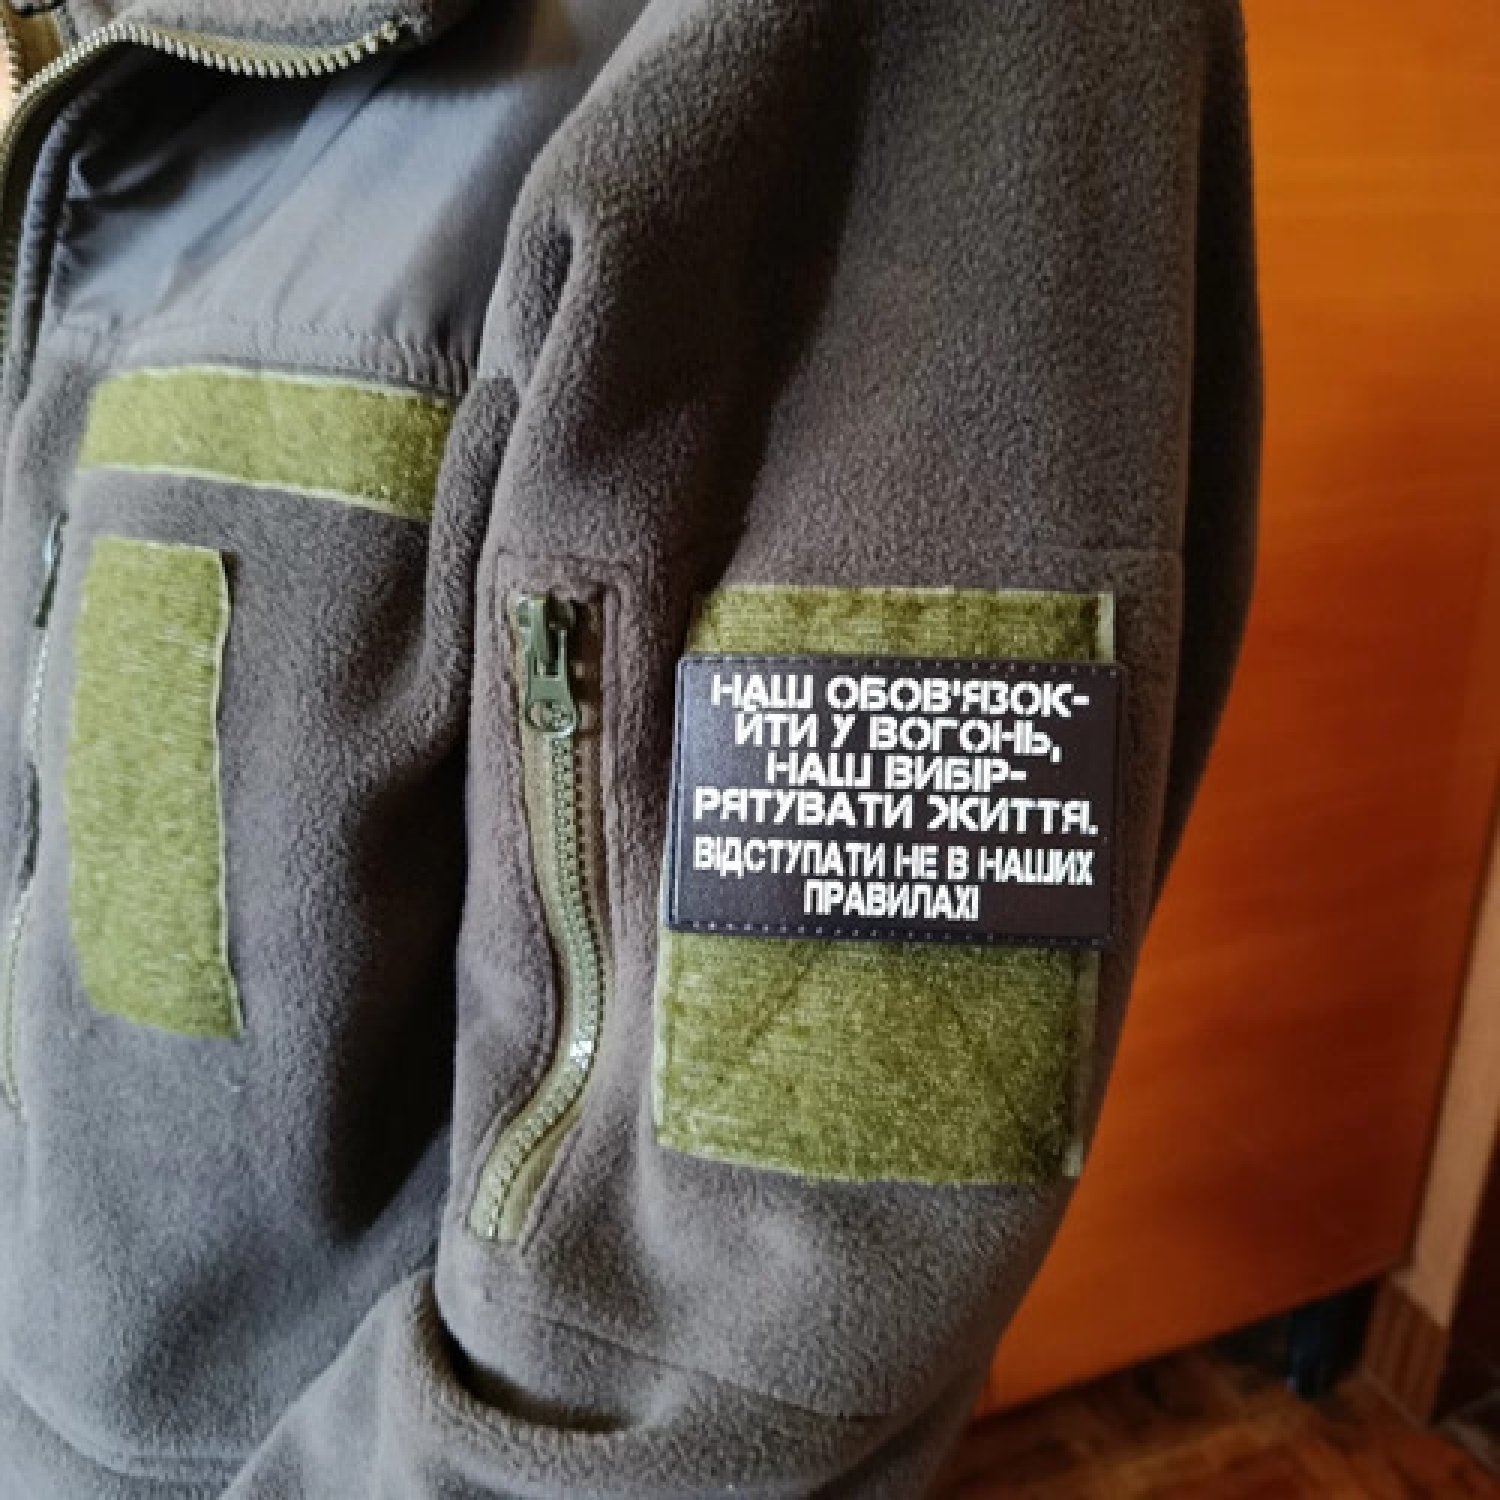 НАШ ОБОВ'ЯЗОК-
ЙТИ У ВОГОНЬ,
НАШ ВИБІР-
РЯТУВАТИ ЖИТТЯ.
ВІДСТУПАТИ НЕ В НАШИХ
ПРАВИЛАХ!